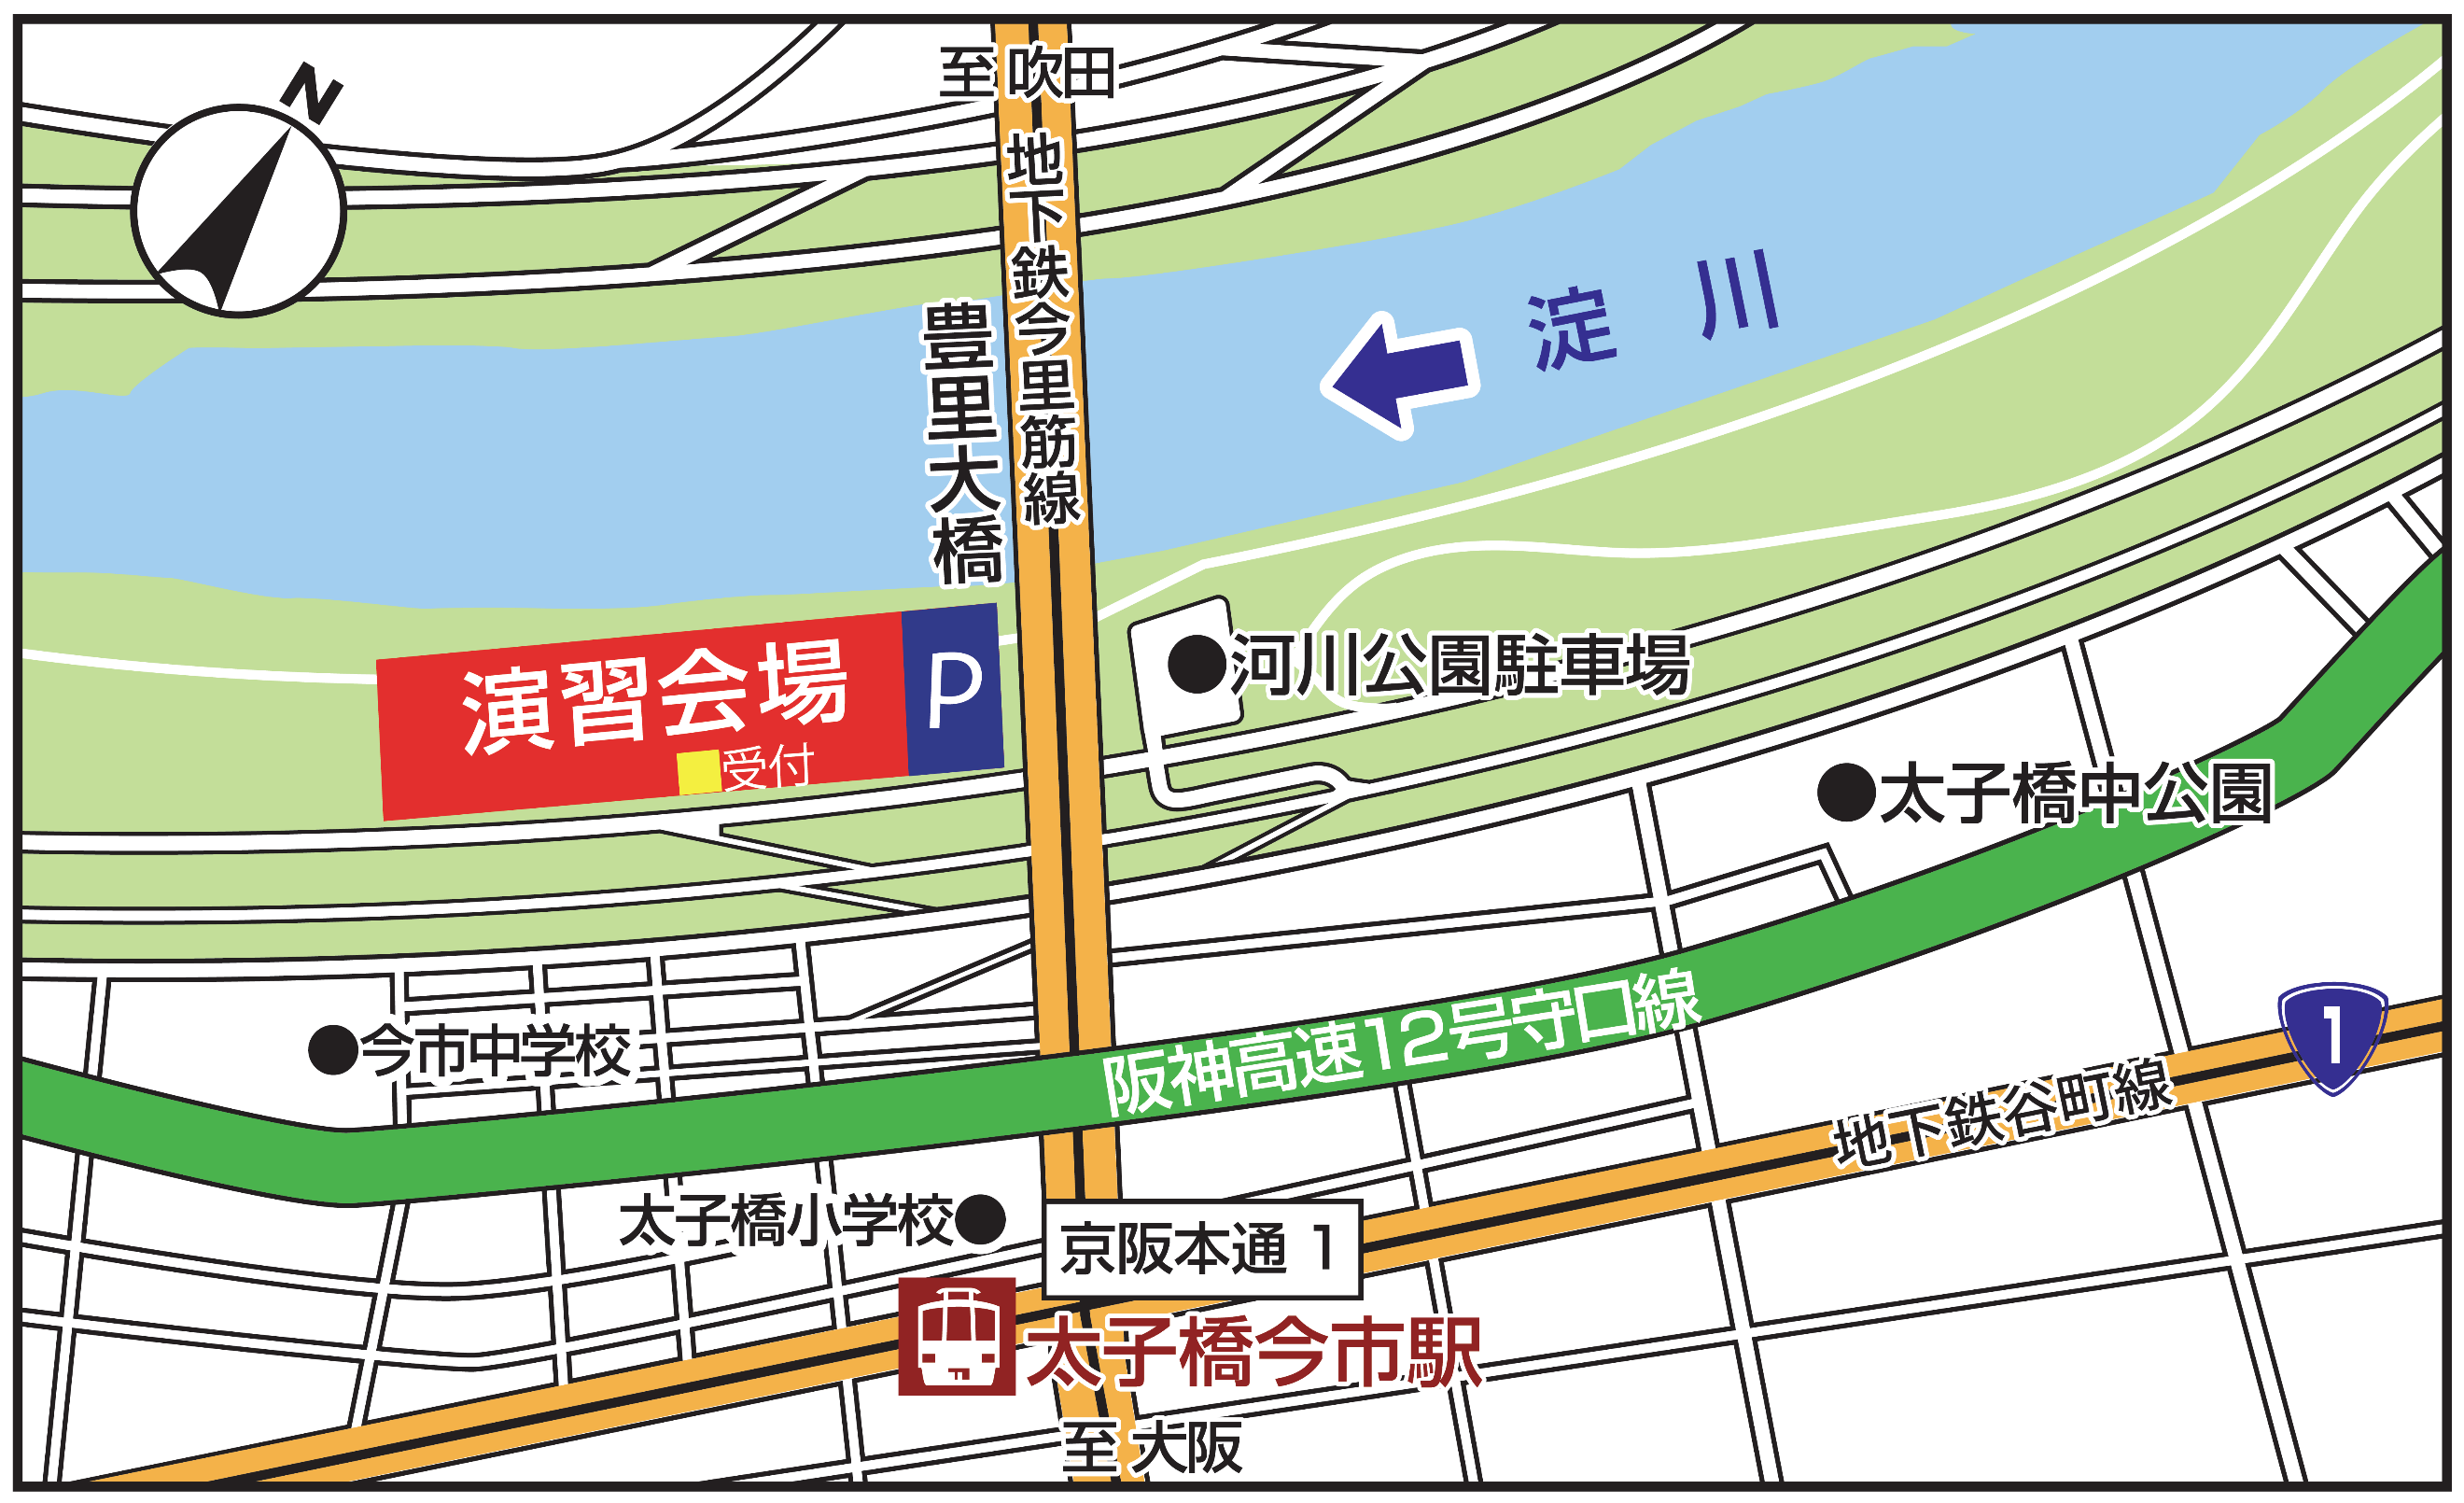 N
至 吹田
地下鉄今里筋線
豊里大橋
淀 川
演習会場
P
受付
河川公園駐車場
太子橋中公園
今市中学校
阪神高速12号守口線
1
地下鉄谷町線
太子橋小学校
京阪本通 1
太子橋今市駅
至 大阪